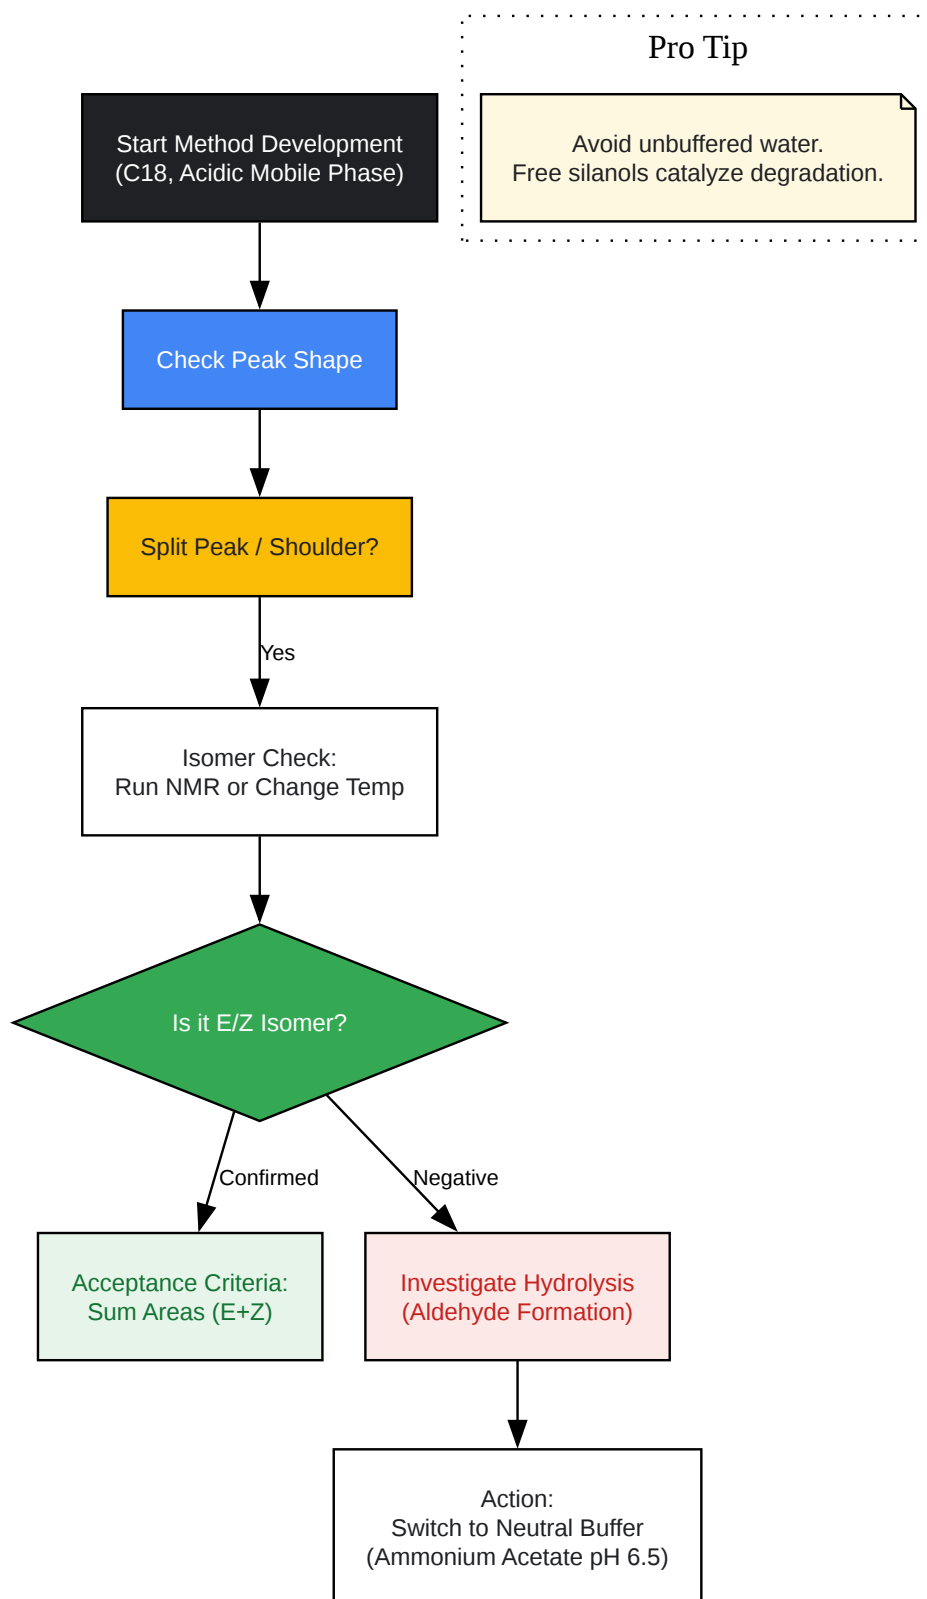 Pro Tip
Start Method Development
(C18, Acidic Mobile Phase)
Avoid unbuffered water.
Free silanols catalyze degradation.
Check Peak Shape
Split Peak / Shoulder?
Yes
Isomer Check:
Run NMR or Change Temp
Is it E/Z Isomer?
Confirmed
Negative
Acceptance Criteria:
Sum Areas (E+Z)
Investigate Hydrolysis
(Aldehyde Formation)
Action:
Switch to Neutral Buffer
(Ammonium Acetate pH 6.5)